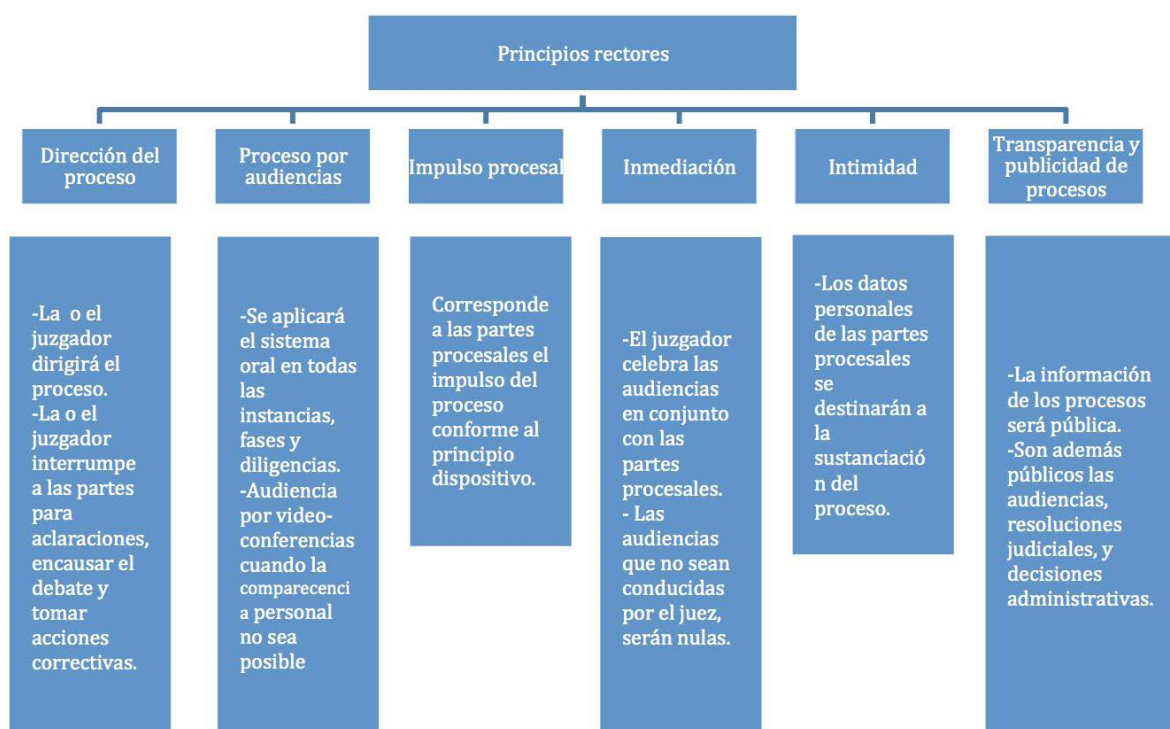 Principios rectores
Dirección del
proceso
Proceso por
audiencias
Impulso procesal
Inmediación
Intimidad
Transparencia y
publicidad de
procesos
-La  o el
juzgador
dirigirá el
proceso.
-La o el
juzgador
interrumpe
a las partes
para
aclaraciones,
encausar el
debate y
tomar
acciones
correctivas.
-Se aplicará
el sistema
oral en todas
las
instancias,
fases y
diligencias.
-Audiencia
por video-
conferencias
cuando la
comparecenci
a personal
no sea
posible
Corresponde
a las partes
procesales el
impulso del
proceso
conforme al
principio
dispositivo.
-El juzgador
celebra las
audiencias
en conjunto
con las
partes
procesales.
- Las
audiencias
que no sean
conducidas
por el juez,
serán nulas.
-Los datos
personales
de las partes
procesales
se
destinarán a
la
sustanciació
n del
proceso.
-La información
de los procesos
será pública.
-Son además
públicos las
audiencias,
resoluciones
judiciales, y
decisiones
administrativas.